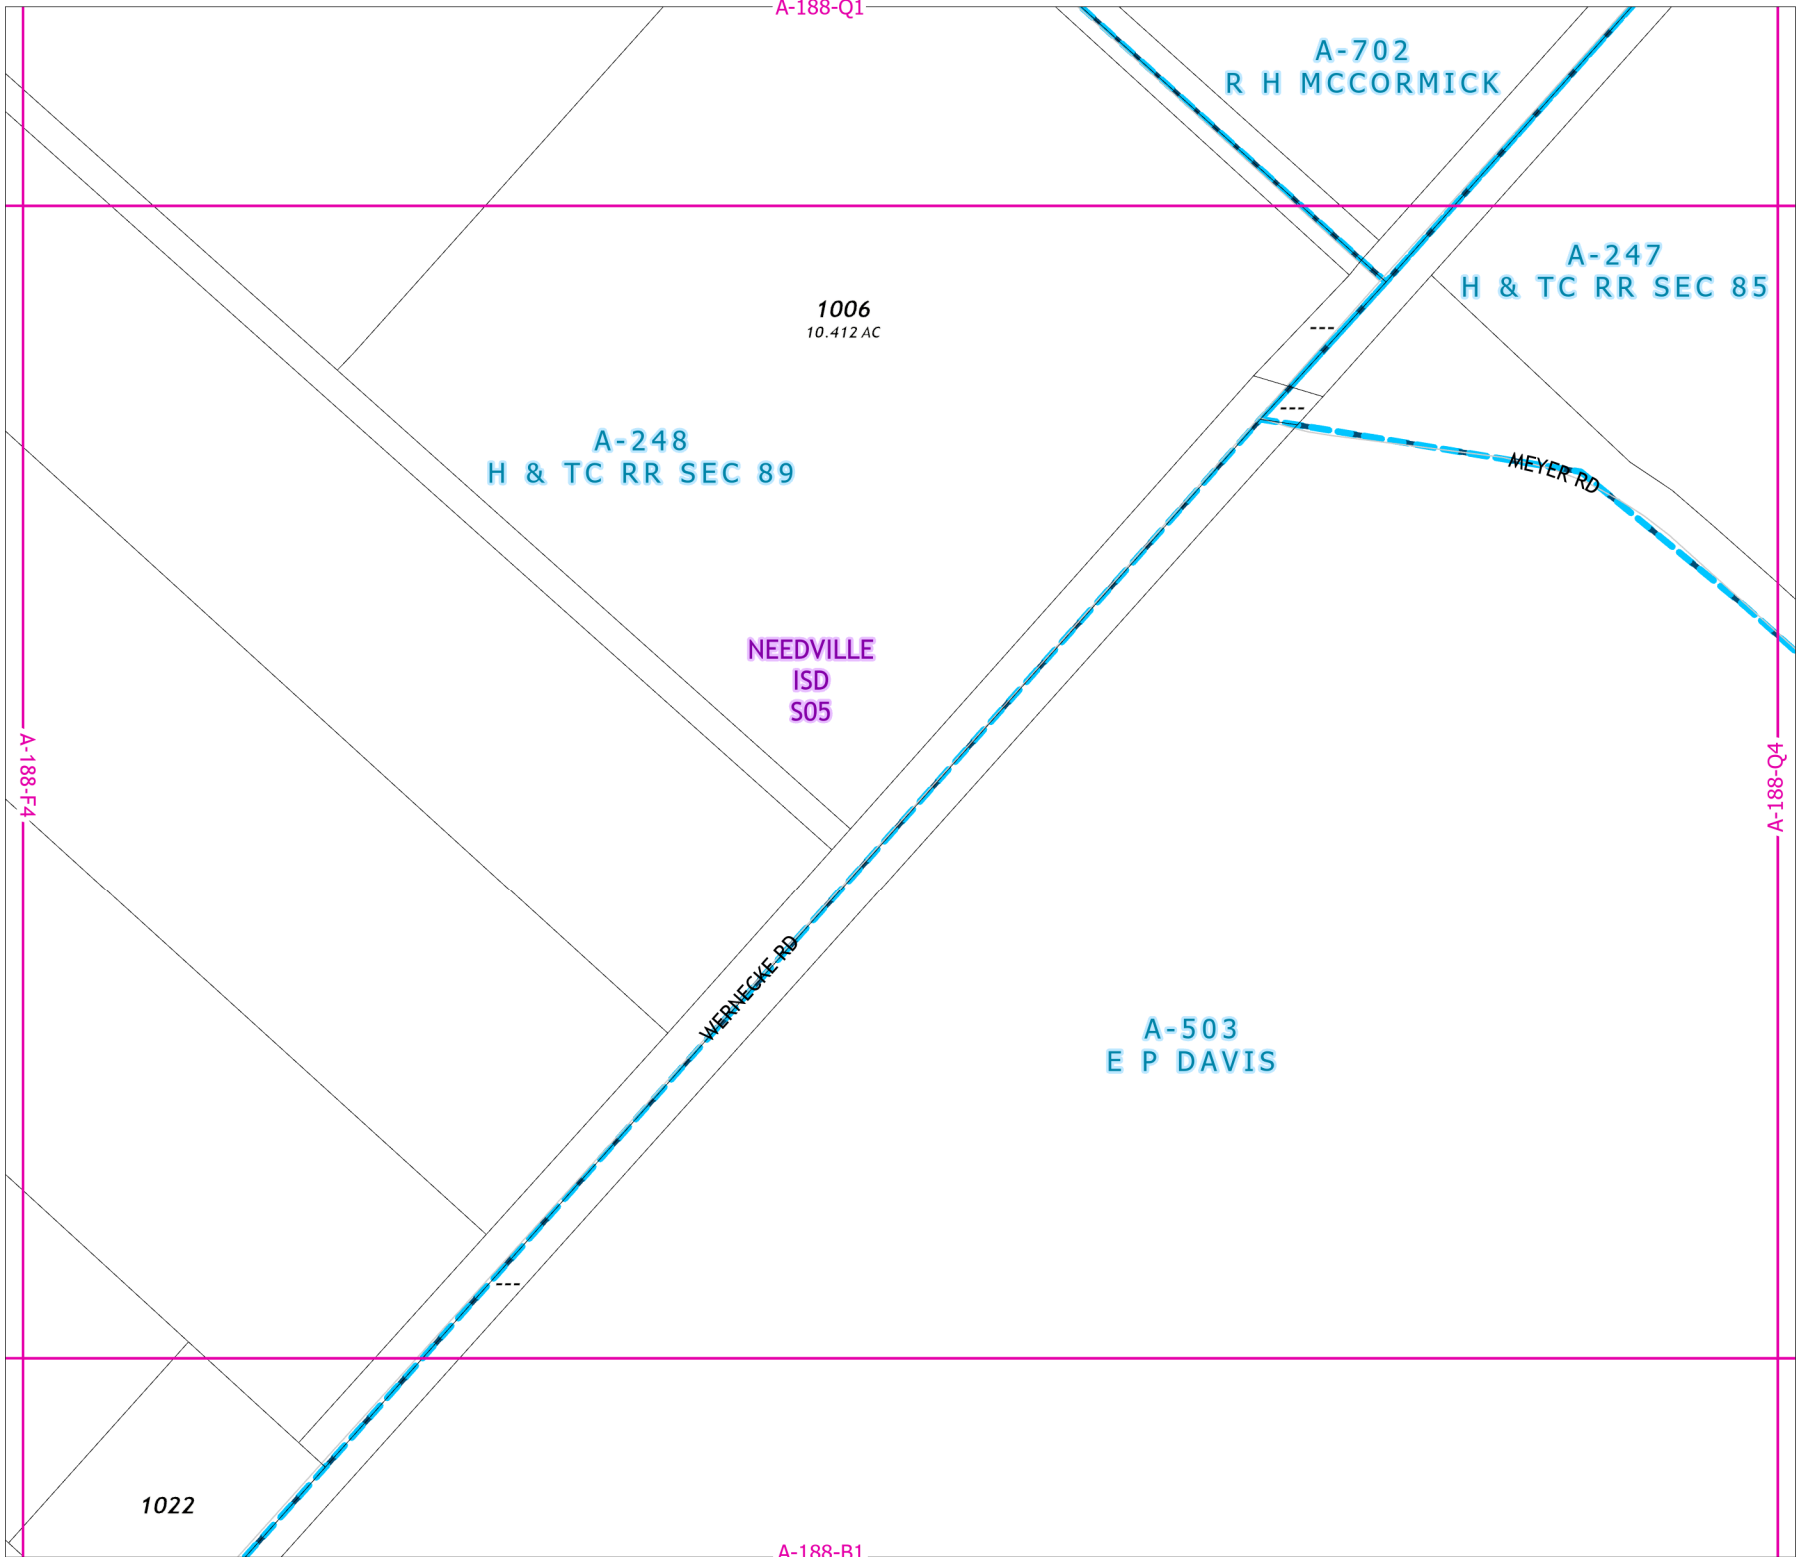 A-188-Q1
A-702
R H MCCORMICK
A-247
H & TC RR SEC 85
1006
10.412 AC
---
---
A-248
H & TC RR SEC 89
MEYER RD
NEEDVILLE
ISD
S05
A-188-F4
A-188-Q4
WERNECKE RD
A-503
E P DAVIS
---
1022
A-188-B1